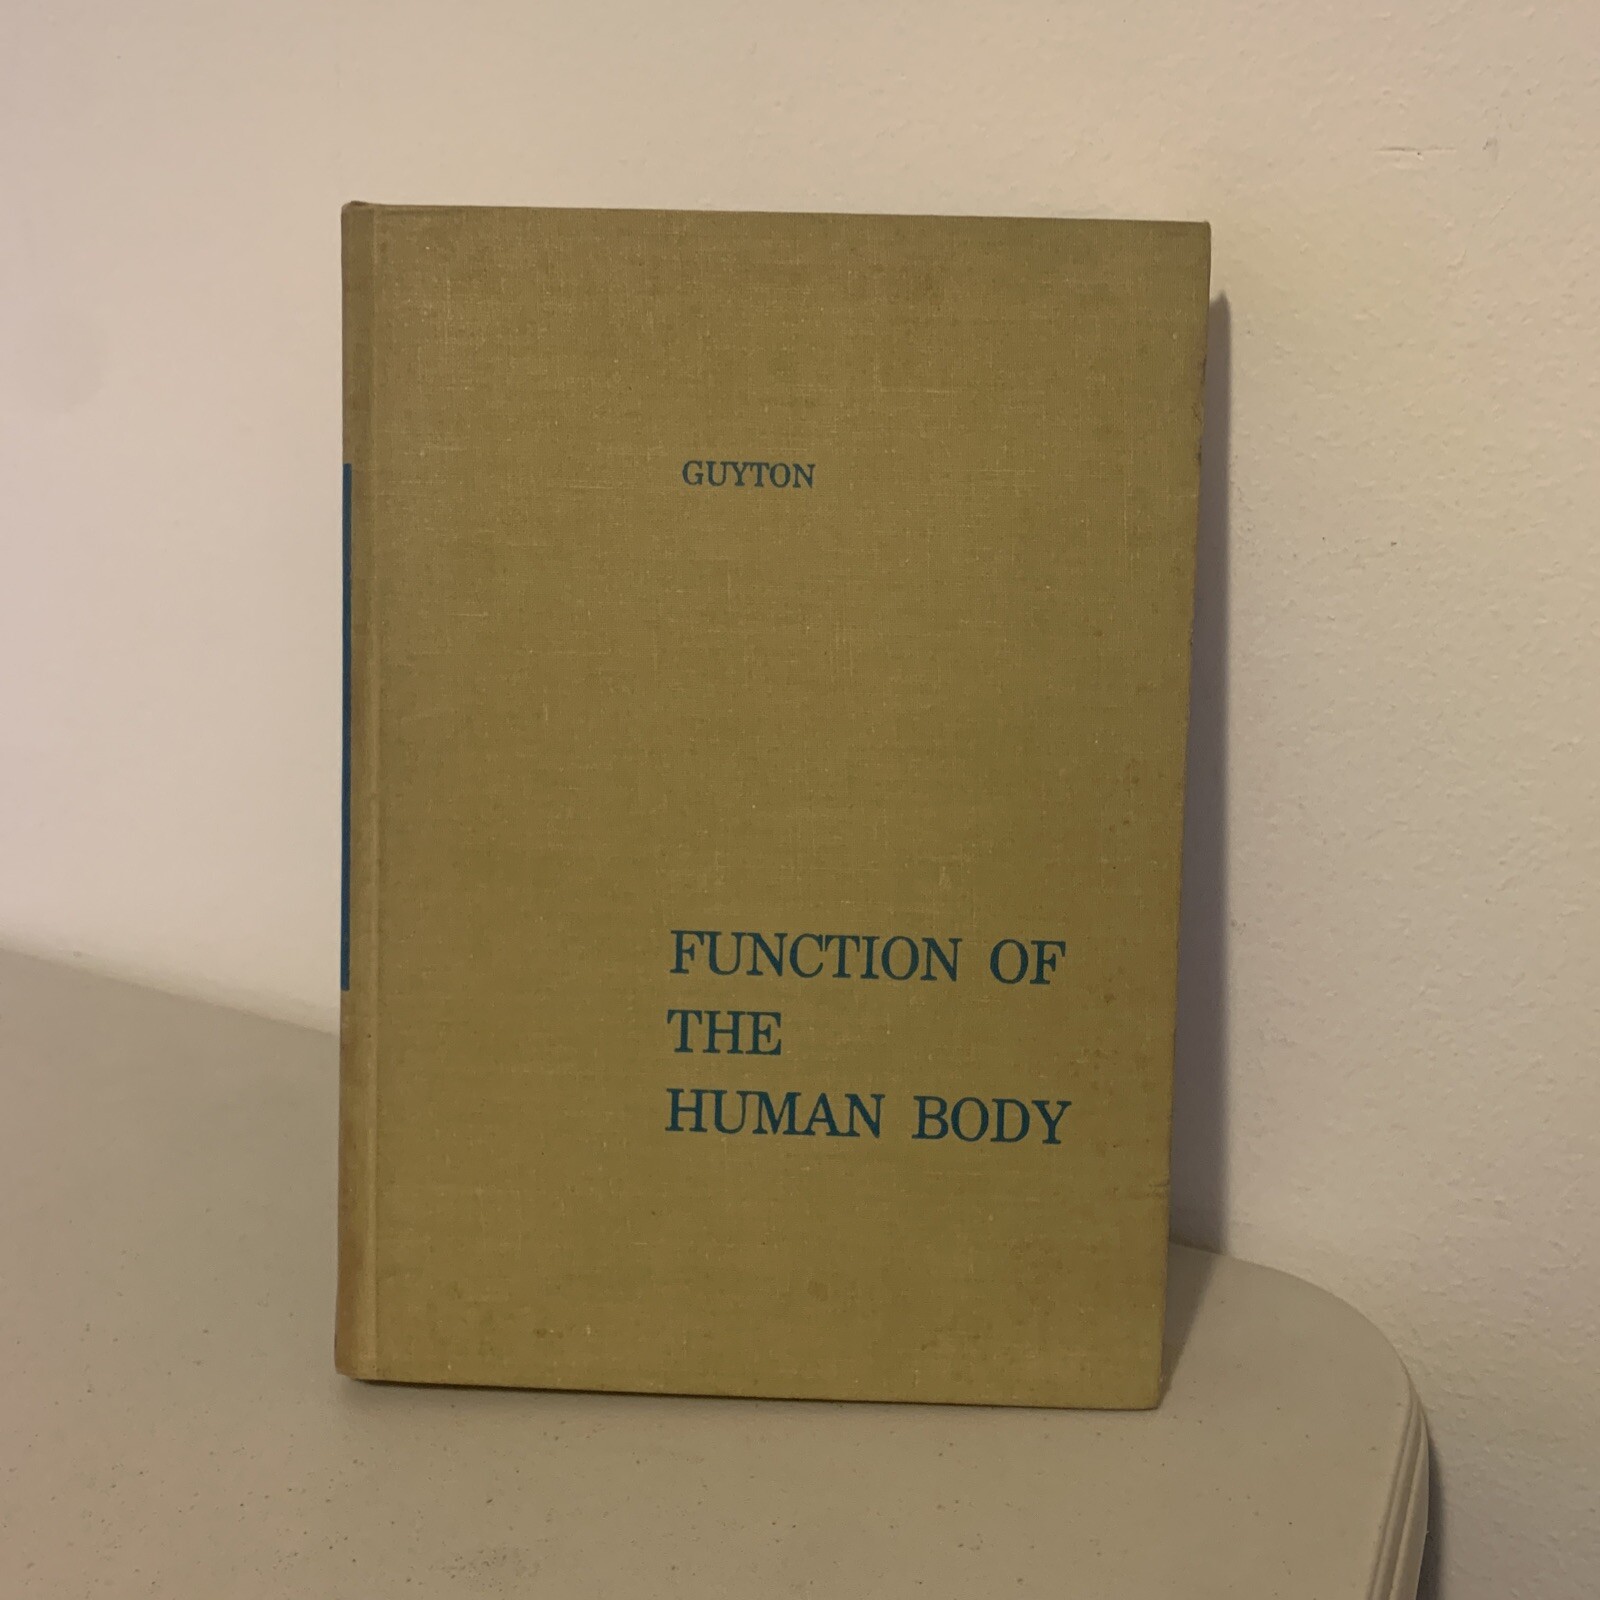 GUYTON
FUNCTION OF
THE
HUMAN BODY